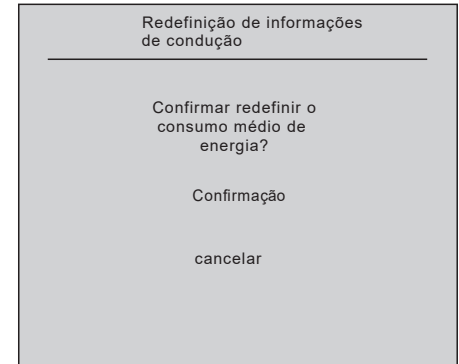 Redefinição de informações
de condução
Confirmar redefinir o
consumo médio de
energia?
Confirmação
cancelar